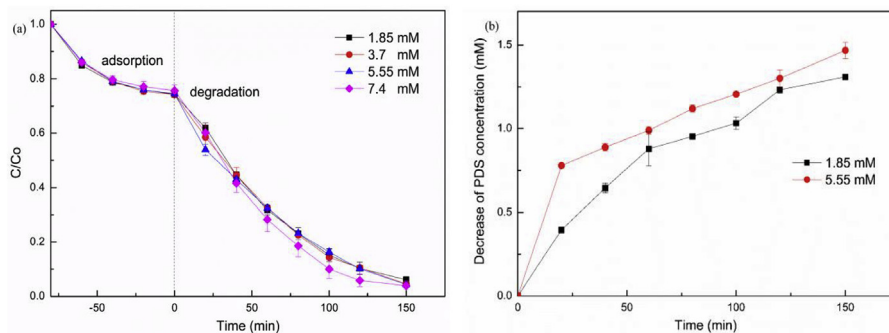 (a)
1.0
0.8
0.6
0.4
0.2
0.0
C/Co
adsorption
degradation
1.85 mM
3.7 mM
5.55 mM
7.4 mM
-50
0
50
100
150
Time (min)
(b)
1.5
1.0
0.5
0.0
Decrease of PDS concentration (mM)
1.85 mM
5.55 mM
0
50
100
150
Time (min)